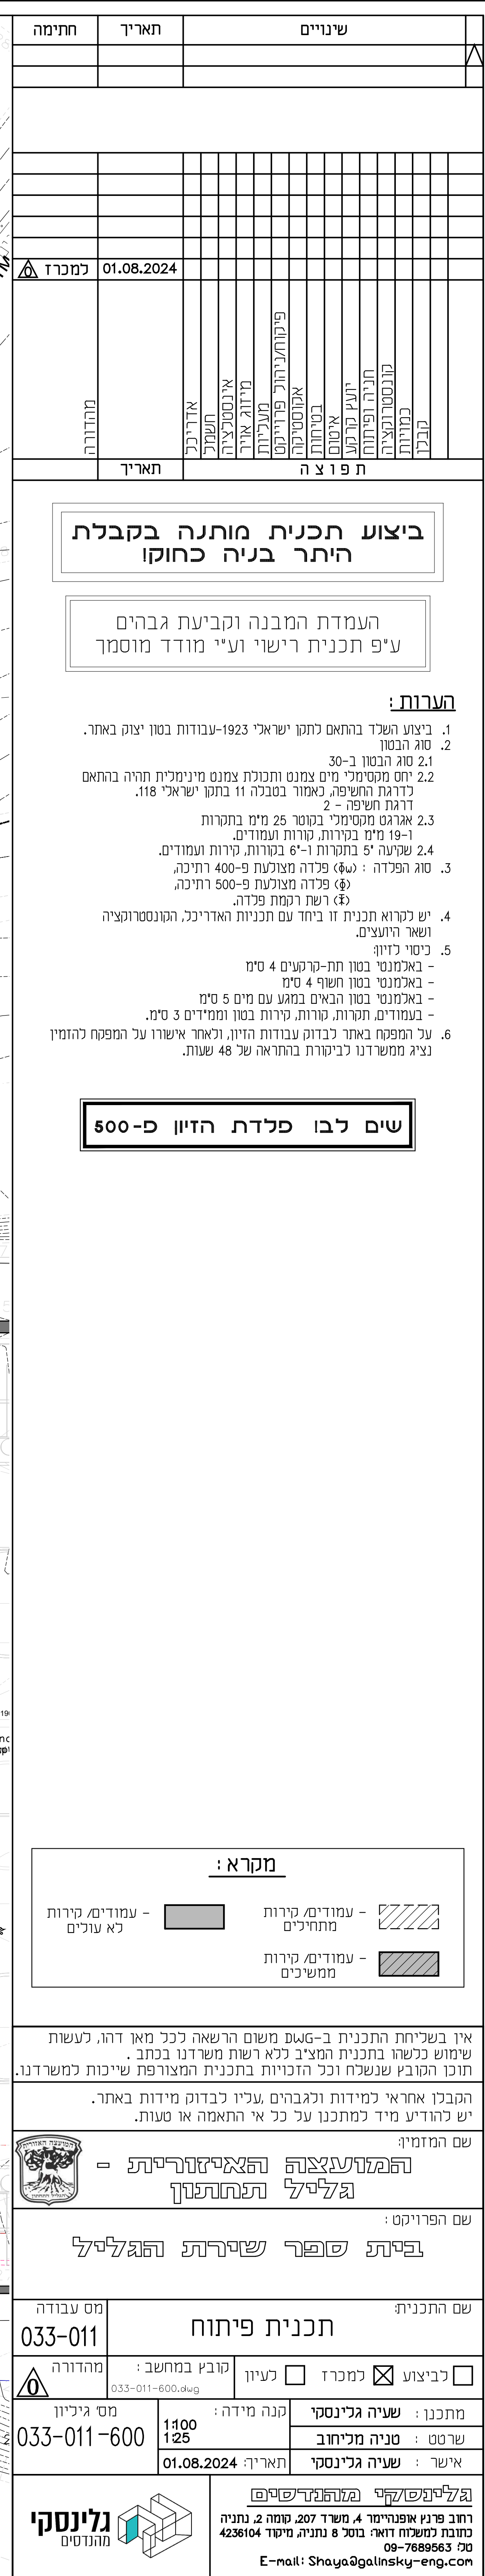 שינויים תאריך חתימה
01.08.2024 למכרז 0
אדריכל
חשמל
אינסטלציה
מיזוג אויר
מעליות
פיקוח/ניהול פרוייקט
אקוסטיקה
בטיחות
איטום
יועץ קרקע
חניה ופיתוח
קונסטרוקציה
כמויות
קבלן
מהדורה
תפוצה תאריך
ביצוע תכנית מותנה בקבלת
היתר בניה כחוק!
העמדת המבנה וקביעת גבהים
ע״פ תכנית רישוי וע״י מודד מוסמך
הערות :
1. ביצוע השלד בהתאם לתקן ישראלי 1923-עבודות בטון יצוק באתר.
2. סוג הבטון
2.1 סוג הבטון ב-30
2.2 יחס מקסימלי מים צמנט ותכולת צמנט מינימלית תהיה בהתאם
לדרגת החשיפה, כאמור בטבלה 11 בתקן ישראלי 118.
דרגת חשיפה - 2
2.3 אגרגט מקסימלי בקוטר 25 מ״מ בתקרות
ו-19 מ״מ בקירות, קורות ועמודים.
2.4 שקיעה "5 בתקרות ו-"6 בקורות, קירות ועמודים.
3. סוג הפלדה : (ϕω) פלדה מצולעת פ-400 רתיכה,
(ϕ) פלדה מצולעת פ-500 רתיכה,
(Ⅹ) רשת רקמת פלדה.
4. יש לקרוא תכנית זו ביחד עם תכניות האדריכל, הקונסטרוקציה
ושאר היועצים.
5. כיסוי לזיון:
- באלמנטי בטון תת-קרקעים 4 ס״מ
- באלמנטי בטון חשוף 4 ס״מ
- באלמנטי בטון הבאים במגע עם מים 5 ס״מ
- בעמודים, תקרות, קורות, קירות בטון וממ״דים 3 ס״מ.
6. על המפקח באתר לבדוק עבודות הזיון, ולאחר אישורו על המפקח להזמין
נציג ממשרדנו לביקורת בהתראה של 48 שעות.
שים לב! פלדת הזיון פ-500
מקרא :
- עמודים/ קירות
מתחילים
- עמודים/ קירות
לא עולים
- עמודים/ קירות
ממשיכים
אין בשליחת התכנית ב-DWG משום הרשאה לכל מאן דהו, לעשות
שימוש כלשהו בתכנית המצ״ב ללא רשות משרדנו בכתב .
תוכן הקובץ שנשלח וכל הזכויות בתכנית המצורפת שייכות למשרדנו.
הקבלן אחראי למידות ולגבהים ,עליו לבדוק מידות באתר.
יש להודיע מיד למתכנן על כל אי התאמה או טעות.
שם המזמין:
המועצה האיזורית -
גליל תחתון
המועצה האזורית
הגליל התחתון
שם הפרויקט :
בית ספר שירת הגליל
שם התכנית: מס עבודה
תכנית פיתוח 033-011
לביצוע למכרז לעיון קובץ במחשב : מהדורה
033-011-600.dwg 0
מתכנן : שעיה גלינסקי קנה מידה : מס׳ גיליון
1:100
1:25
033-011-600
שרטט : טניה מליחוב
אישר : שעיה גלינסקי תאריך: 01.08.2024
גלינסקי מהנדסים
רחוב פרנץ אופנהיימר 4, משרד 207, קומה 2, נתניה
כתובת למשלוח דואר: בוסל 8 נתניה, מיקוד 4236104
טל: 09-7689563
E-mail: Shaya@galinsky-eng.com
גלינסקי
מהנדסים